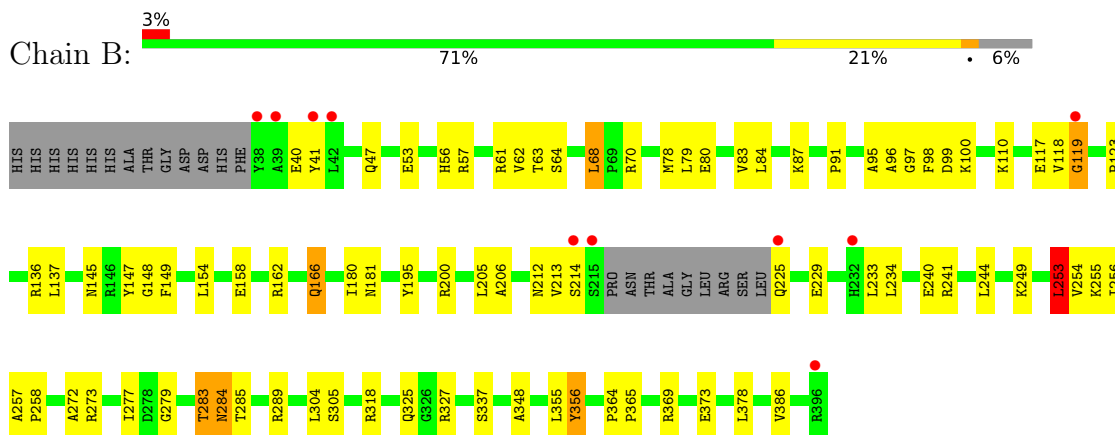 3%
Chain B:
71% 21% • 6%
HIS HIS HIS HIS HIS HIS ALA THR GLY ASP ASP HIS PHE Y38 A39 E40 Y41 L42 Q47 E53 H56 R57 R61 V62 T63 S64 L68 P69 R70 M78 L79 E80 V83 L84 K87 P91 A95 A96 G97 F98 D99 K100 K110 E117 V118 G119
R136 L137 N145 R146 Y147 G148 F149 L154 E158 R162 Q166 I180 N181 Y195 R200 L205 A206 N212 V213 S214 S215 PRO ASN THR ALA GLY LEU ARG SER LEU Q225 E229 H232 L233 L234 E240 R241 L244 K249 L253 V254 K255
A257 P258 A272 R273 I277 D278 G279 T283 N284 T285 R289 L304 S305 R318 Q325 G326 R327 S337 A348 L355 Y356 P364 P365 R369 E373 L378 V386 R396